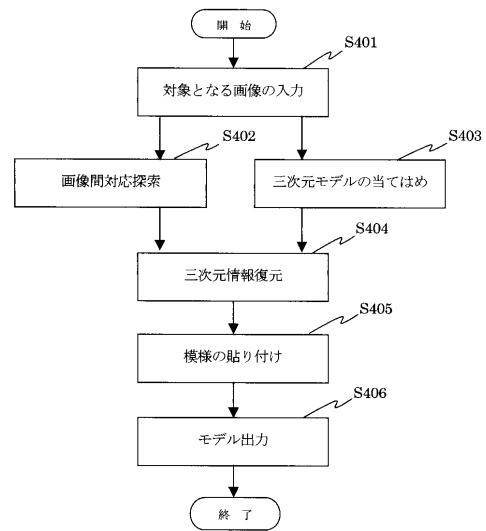 開 始
S401
対象となる画像の入力
S402
画像間対応探索
S403
三次元モデルの当てはめ
S404
三次元情報復元
S405
模様の貼り付け
S406
モデル出力
終 了